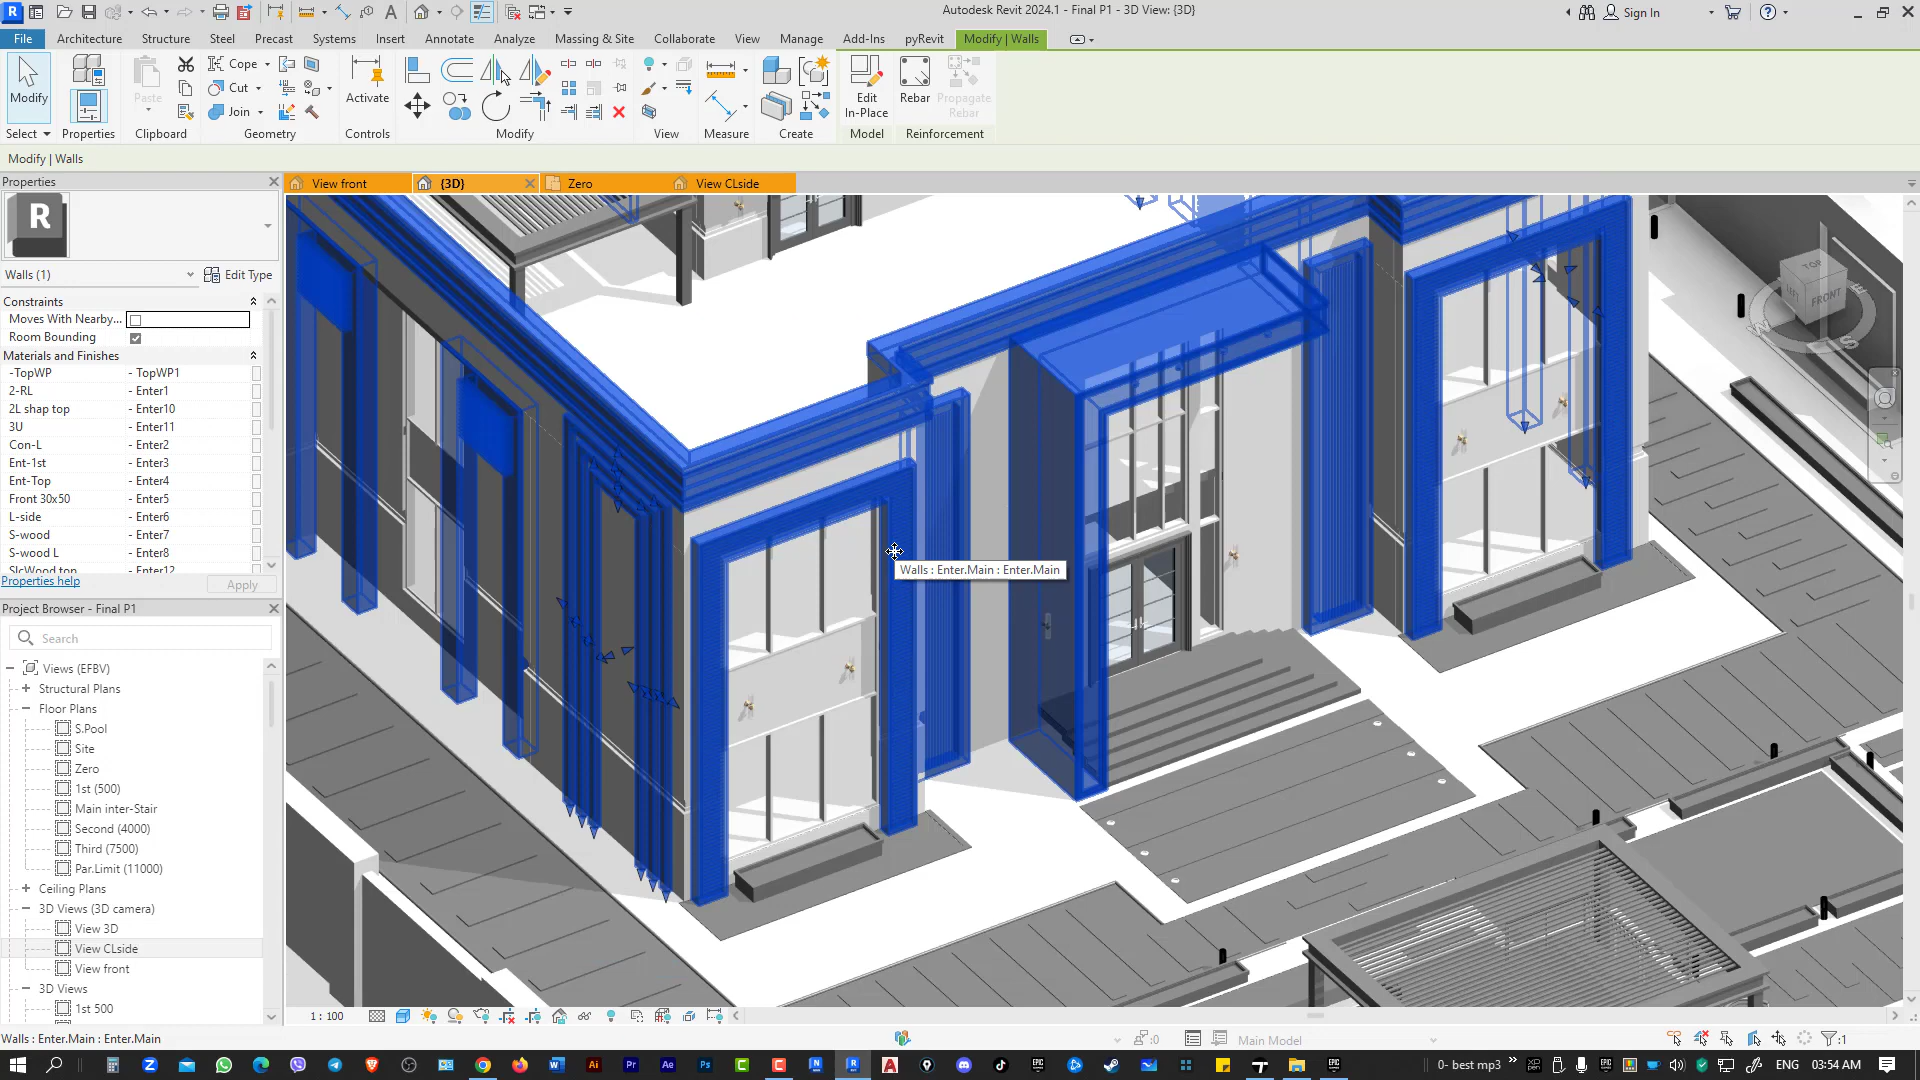 Autodesk Revit 2024.1 - Final P1 - 3D View: {3D}
Sign In
File
Architecture
Structure
Steel
Precast
Systems
Insert
Annotate
Analyze
Massing & Site
Collaborate
View
Manage
Add-Ins
pyRevit
Modify | Walls
Modify
Select
Properties
Paste
Clipboard
Cope
Cut
Join
Geometry
Activate
Controls
Modify
View
Measure
Create
Edit
In-Place
Model
Rebar
Propagate
Rebar
Reinforcement
Modify | Walls
Properties
View front
{3D}
Zero
View CLside
R
Walls (1)
Edit Type
Constraints
Moves With Nearby...
Room Bounding
Materials and Finishes
-TopWP - TopWP1
2-RL - Enter1
2L shap top - Enter10
3U - Enter11
Con-L - Enter2
Ent-1st - Enter3
Ent-Top - Enter4
Front 30x50 - Enter5
L-side - Enter6
S-wood - Enter7
S-wood L - Enter8
SlcWood top - Enter12
Properties help
Apply
Project Browser - Final P1
Search
Views (EFBV)
Structural Plans
Floor Plans
S.Pool
Site
Zero
1st (500)
Main inter-Stair
Second (4000)
Third (7500)
Par.Limit (11000)
Ceiling Plans
3D Views (3D camera)
View 3D
View CLside
View front
3D Views
1st 500
Walls : Enter.Main : Enter.Main
TOP
LEFT
FRONT
W
S
1 : 100
Walls : Enter.Main : Enter.Main
:0
Main Model
:1
0- best mp3
ENG
03:54 AM